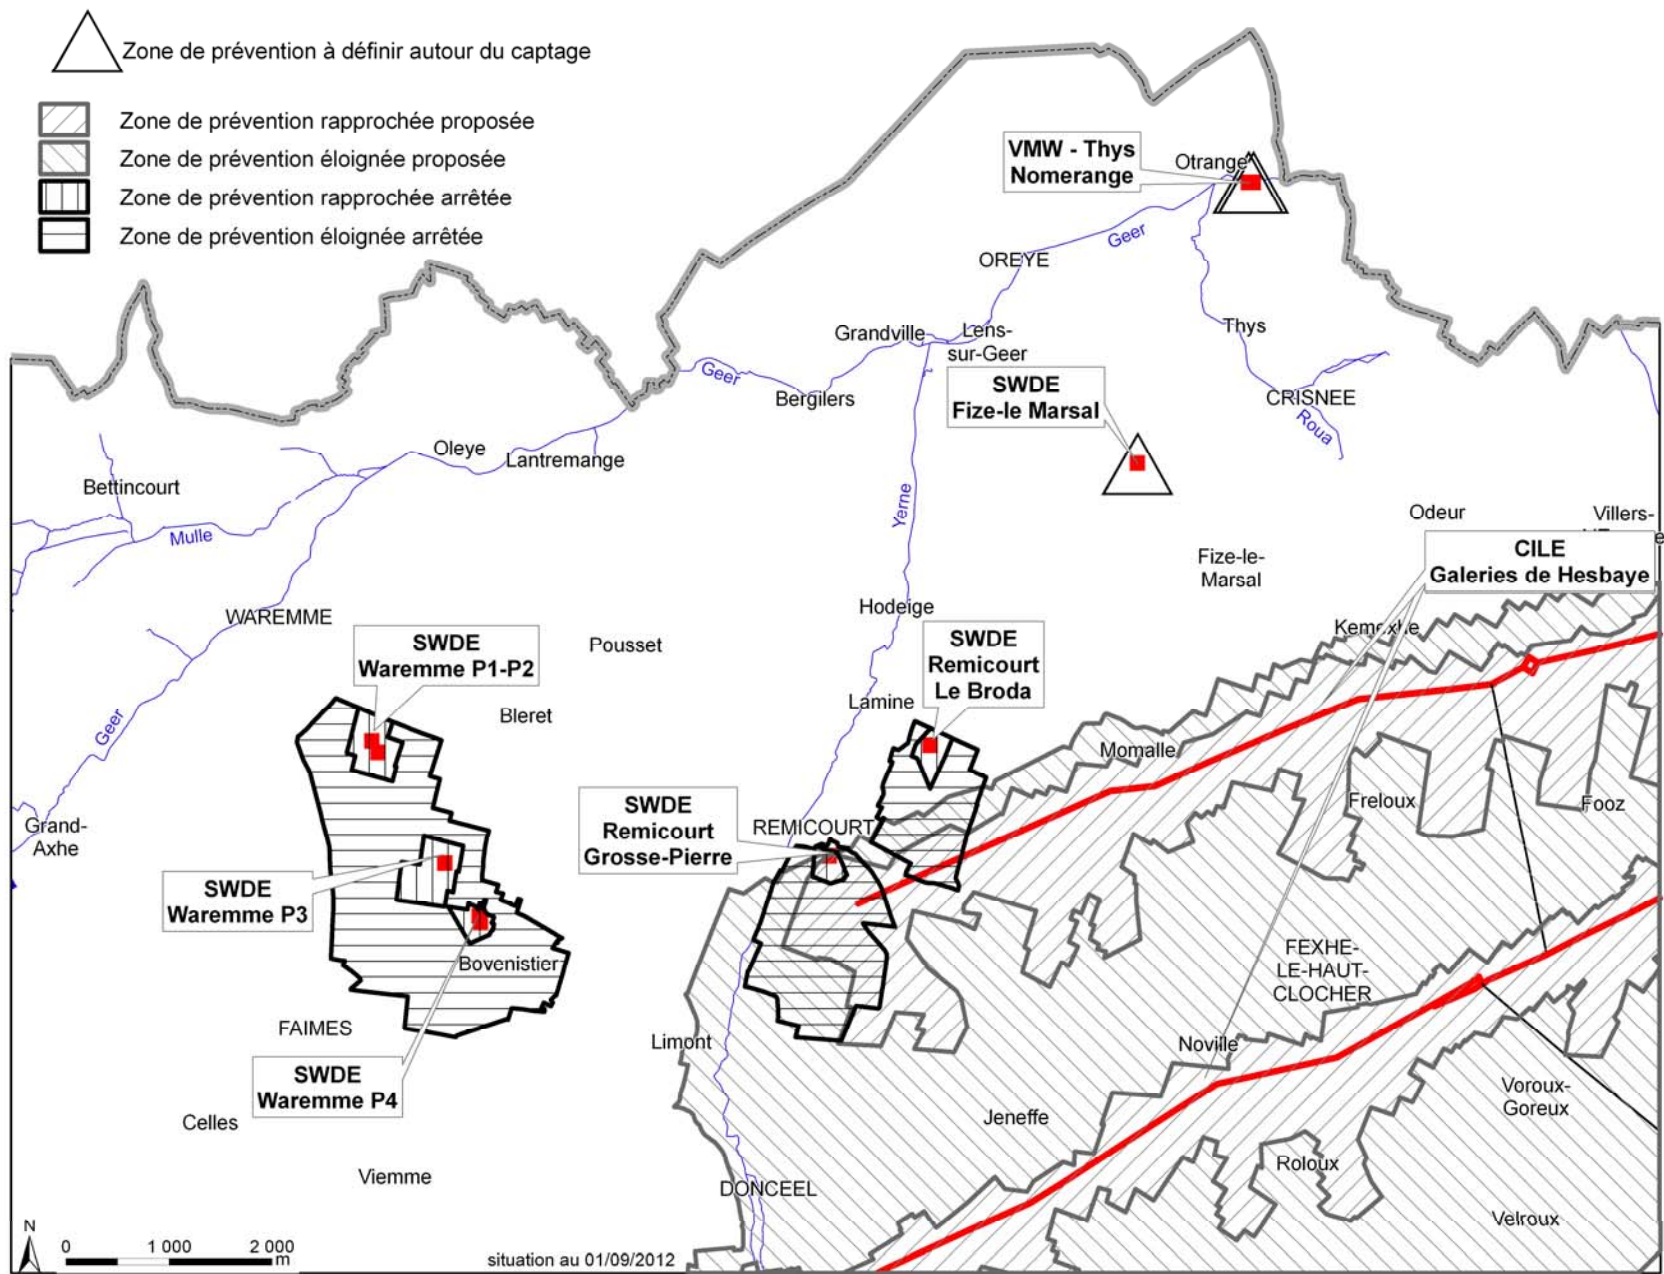 Zone de prévention à définir autour du captage
Zone de prévention rapprochée proposée
Zone de prévention éloignée proposée
Zone de prévention rapprochée arrêtée
Zone de prévention éloignée arrêtée
VMW - Thys
Nomerange
Otrange
Geer
OREYE
Thys
Grandville
Lens-
sur-Geer
Geer
Bergilers
SWDE
Fize-le Marsal
CRISNEE
Roua
Oleye
Lantremange
Bettincourt
Mulle
Yerne
Odeur
Villers-
CILE
Galeries de Hesbaye
Fize-le-
Marsal
WAREMME
Hodeige
Kemexhe
SWDE
Waremme P1-P2
Pousset
SWDE
Remicourt
Le Broda
Lamine
Bleret
Geer
Momalle
Grand-
Axhe
SWDE
Remicourt
Grosse-Pierre
REMICOURT
Freloux
Fooz
SWDE
Waremme P3
Bovenistier
FEXHE-
LE-HAUT-
CLOCHER
FAIMES
Limont
Noville
SWDE
Waremme P4
Voroux-
Goreux
Celles
Jeneffe
Viemme
Roloux
DONCEEL
Velroux
N
0 1 000 2 000
m
situation au 01/09/2012